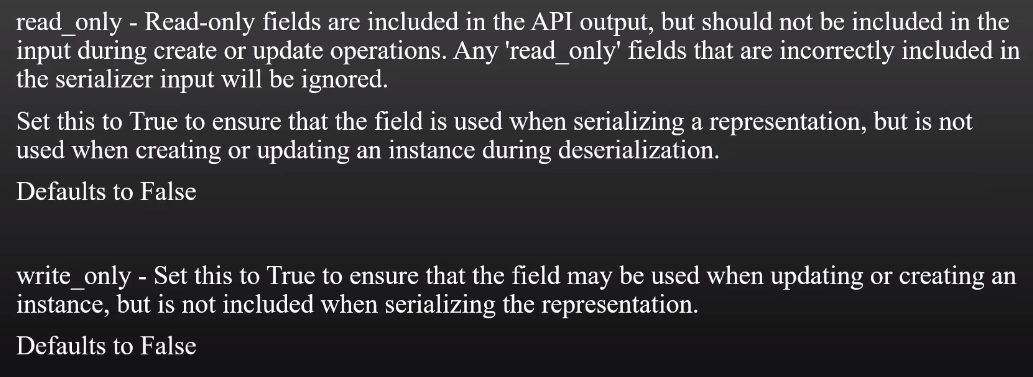 read_only - Read-only fields are included in the API output, but should not be included in the
input during create or update operations. Any 'read_only' fields that are incorrectly included in
the serializer input will be ignored.
Set this to True to ensure that the field is used when serializing a representation, but is not
used when creating or updating an instance during deserialization.
Defaults to False
write_only - Set this to True to ensure that the field may be used when updating or creating an
instance, but is not included when serializing the representation.
Defaults to False